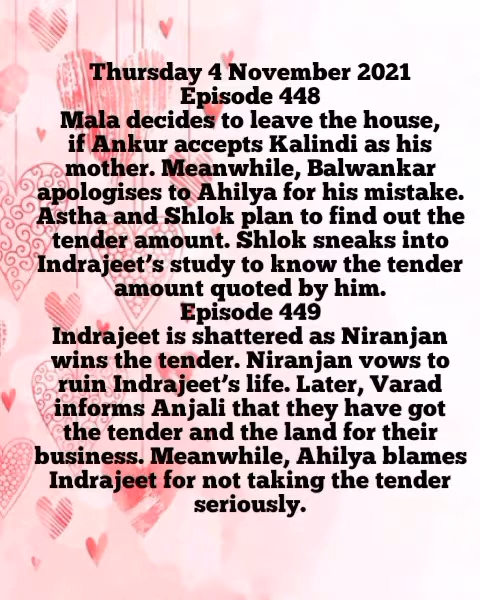 Thursday 4 November 2021
Episode 448
Mala decides to leave the house,
if Ankur accepts Kalindi as his
mother. Meanwhile, Balwankar
apologises to Ahilya for his mistake.
Astha and Shlok plan to find out the
tender amount. Shlok sneaks into
Indrajeet’s study to know the tender
amount quoted by him.
Episode 449
Indrajeet is shattered as Niranjan
wins the tender. Niranjan vows to
ruin Indrajeet’s life. Later, Varad
informs Anjali that they have got
the tender and the land for their
business. Meanwhile, Ahilya blames
Indrajeet for not taking the tender
seriously.